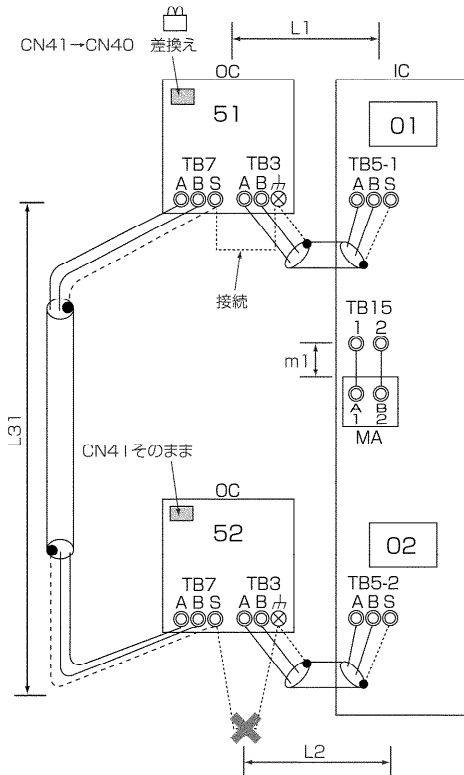 L1
CN41→CN40 差換え
OC
IC
51
01
TB7
TB3
TB5-1
A B S
A B
A B S
接続
TB15
1 2
m1
A B
1 2
MA
L31
CN41そのまま
OC
52
02
TB7
TB3
TB5-2
A B S
A B
A B S
L2